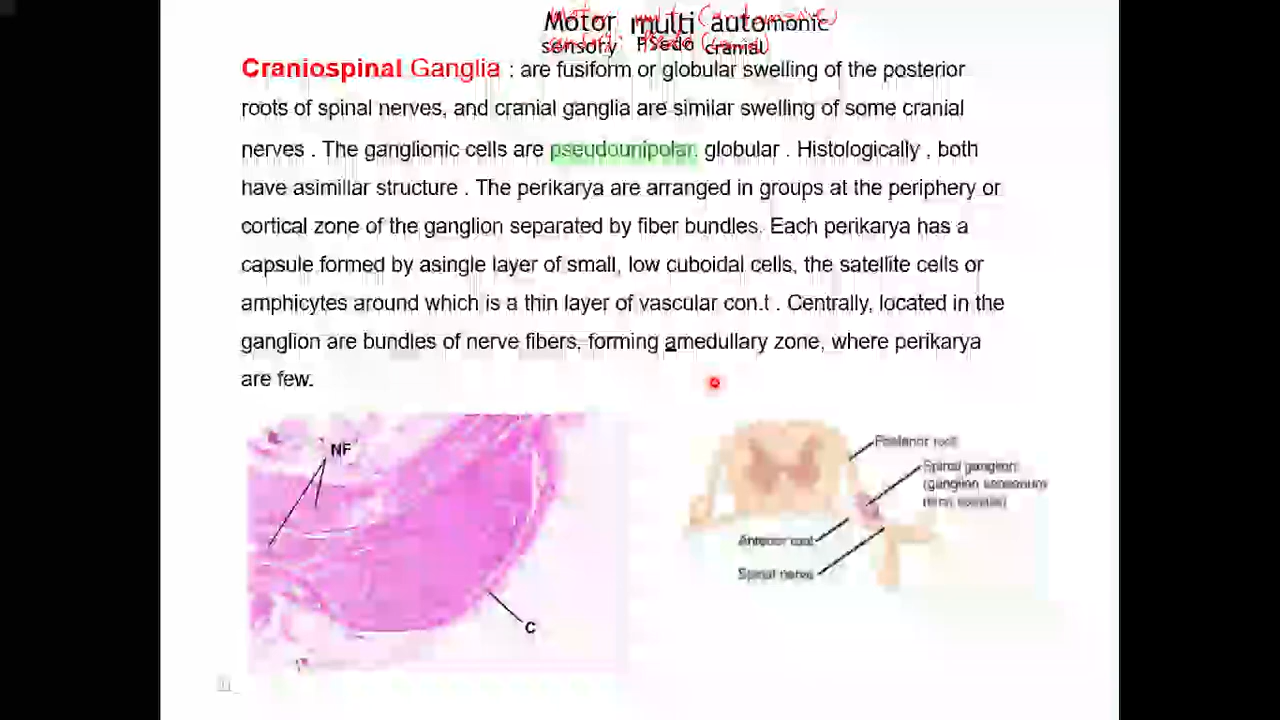 Motor multi automonic
sensory Psedo cranial
Craniospinal Ganglia : are fusiform or globular swelling of the posterior
roots of spinal nerves, and cranial ganglia are similar swelling of some cranial
nerves . The ganglionic cells are pseudounipolar, globular . Histologically , both
have asimillar structure . The perikarya are arranged in groups at the periphery or
cortical zone of the ganglion separated by fiber bundles. Each perikarya has a
capsule formed by asingle layer of small, low cuboidal cells, the satellite cells or
amphicytes around which is a thin layer of vascular con.t . Centrally, located in the
ganglion are bundles of nerve fibers, forming amedullary zone, where perikarya
are few.
NF
C
Posterior root
Spinal ganglion
(ganglion sensorium
nervi spinalis)
Anterior root
Spinal nerve